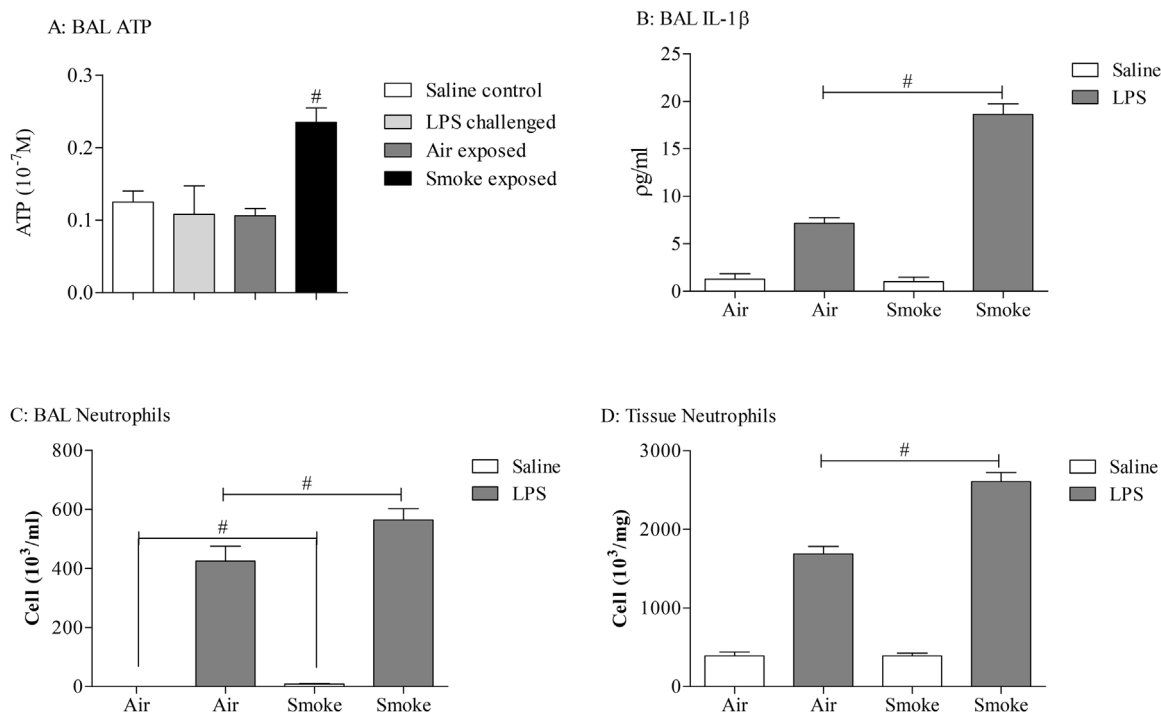 A: BAL ATP
ATP (10⁻⁷M)
0.3
0.2
0.1
0.0
#
Saline control
LPS challenged
Air exposed
Smoke exposed
B: BAL IL-1β
ρg/ml
25
20
15
10
5
0
#
Saline
LPS
Air Air Smoke Smoke
C: BAL Neutrophils
Cell (10³/ml)
800
600
400
200
0
#
#
Saline
LPS
Air Air Smoke Smoke
D: Tissue Neutrophils
Cell (10³/mg)
3000
2000
1000
0
#
Saline
LPS
Air Air Smoke Smoke